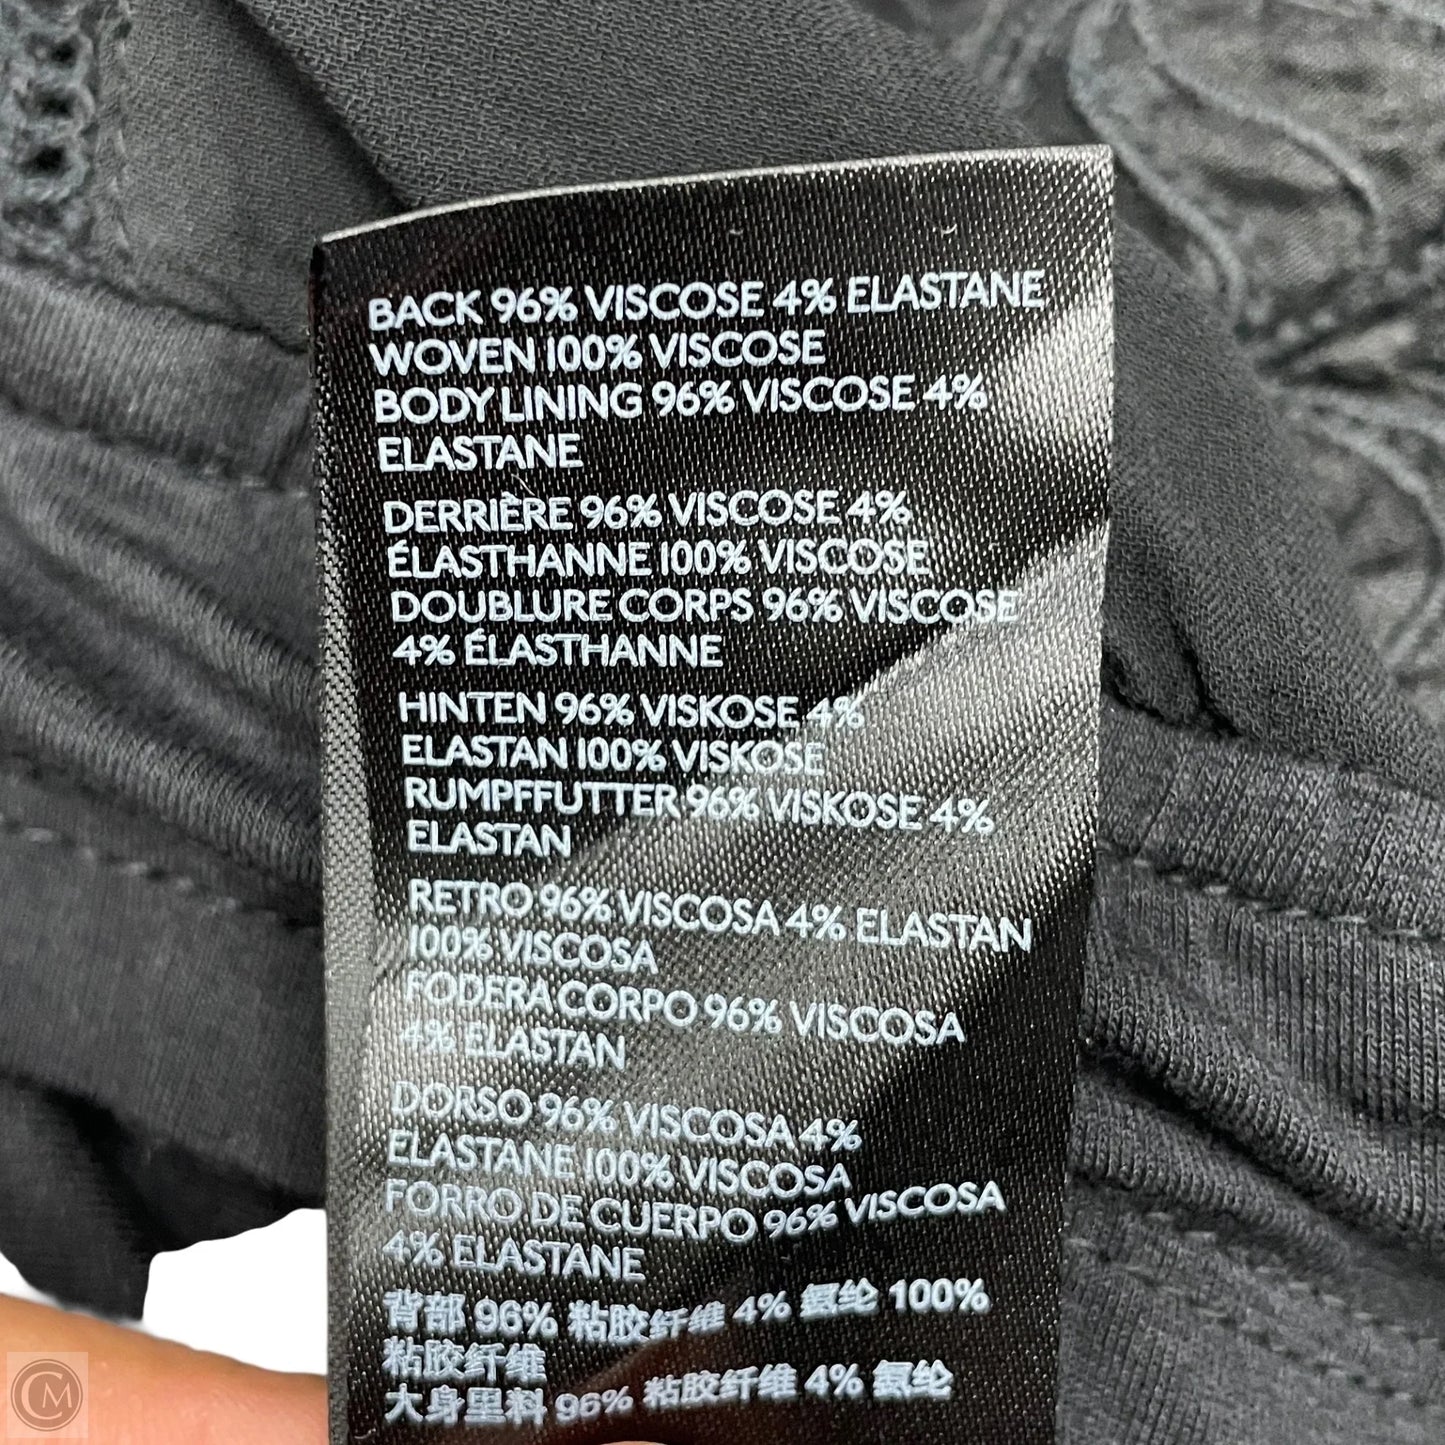 BACK 96% VISCOSE 4% ELASTANE
WOVEN 100% VISCOSE
BODY LINING 96% VISCOSE 4%
ELASTANE
DERRIÈRE 96% VISCOSE 4%
ÉLASTHANNE 100% VISCOSE
DOUBLURE CORPS 96% VISCOSE
4% ÉLASTHANNE
HINTEN 96% VISKOSE 4%
ELASTAN 100% VISKOSE
RUMPFFUTTER 96% VISKOSE 4%
ELASTAN
RETRO 96% VISCOSA 4% ELASTAN
100% VISCOSA
FODERA CORPO 96% VISCOSA
4% ELASTAN
DORSO 96% VISCOSA 4%
ELASTANE 100% VISCOSA
FORRO DE CUERPO 96% VISCOSA
4% ELASTANE
背部 96% 粘胶纤维 4% 氨纶 100%
粘胶纤维
大身里料 96% 粘胶纤维 4% 氨纶
CM